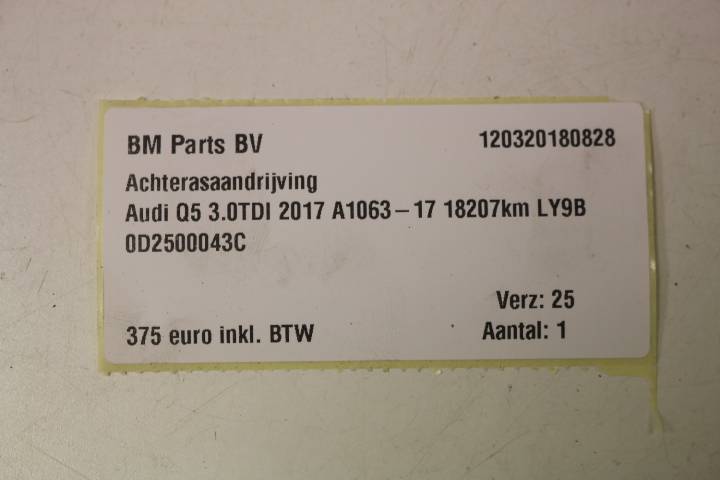 BM Parts BV 120320180828
Achterasaandrijving
Audi Q5 3.0TDI 2017 A1063-17 18207km LY9B
0D2500043C
Verz: 25
375 euro inkl. BTW Aantal: 1